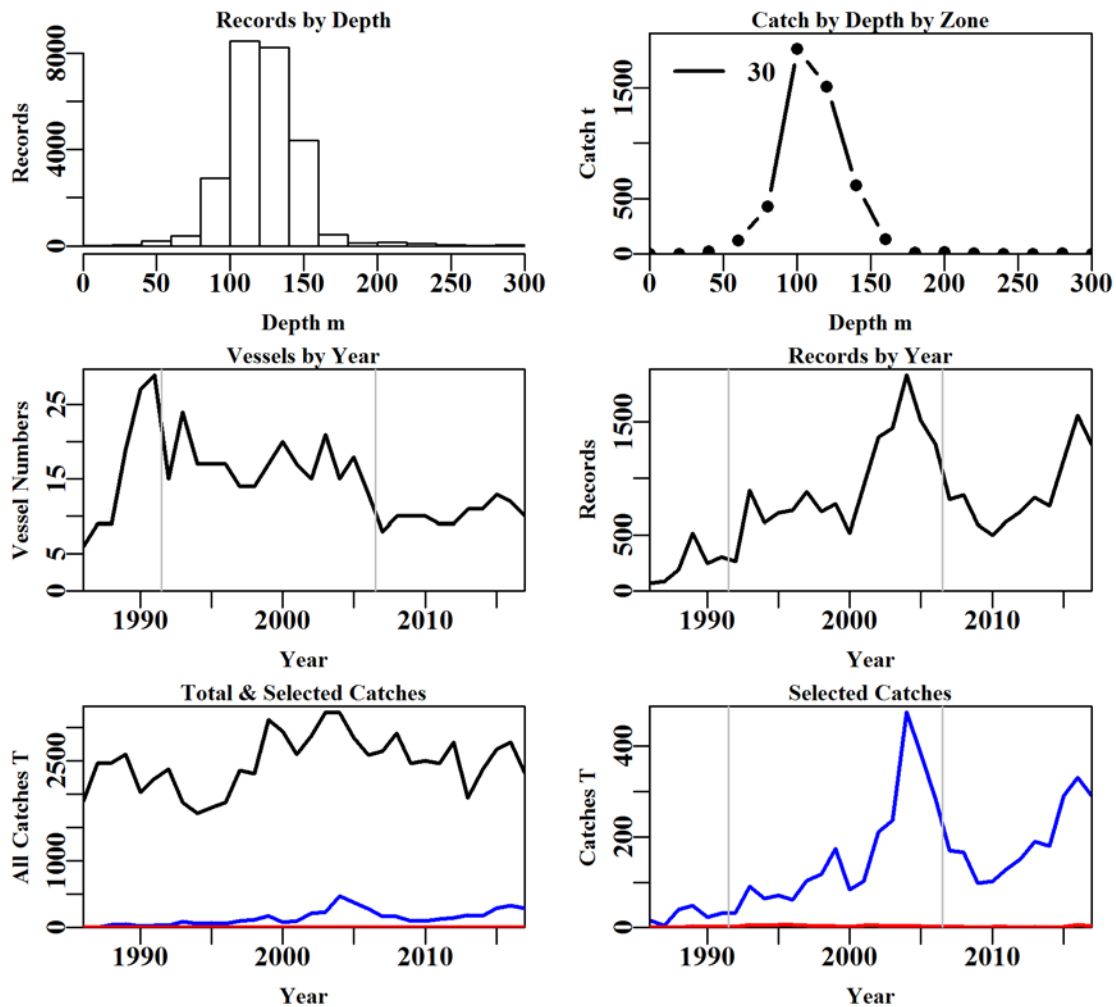 Records by Depth
Records
0 4000 8000
0 50 100 150 200 250 300
Depth m
Catch by Depth by Zone
30
Catch t
0 500 1500
0 50 100 150 200 250 300
Depth m
Vessels by Year
Vessel Numbers
0 5 15 25
1990 2000 2010
Year
Records by Year
Records
0 500 1500
1990 2000 2010
Year
Total & Selected Catches
All Catches T
0 1000 2500
1990 2000 2010
Year
Selected Catches
Catches T
0 200 400
1990 2000 2010
Year